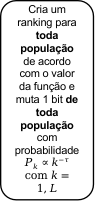 Cria um
ranking para
toda
população
de acordo
com o valor
da função e
muta 1 bit de
toda
população
com
probabilidade
P_k ∝ k^{-τ}
com k =
1, L